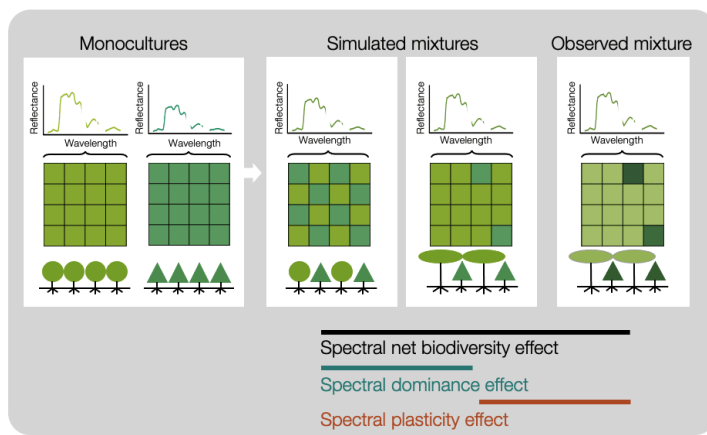 Monocultures
Simulated mixtures
Observed mixture
Reflectance
Wavelength
Reflectance
Wavelength
Reflectance
Wavelength
Reflectance
Wavelength
Reflectance
Wavelength
Spectral net biodiversity effect
Spectral dominance effect
Spectral plasticity effect